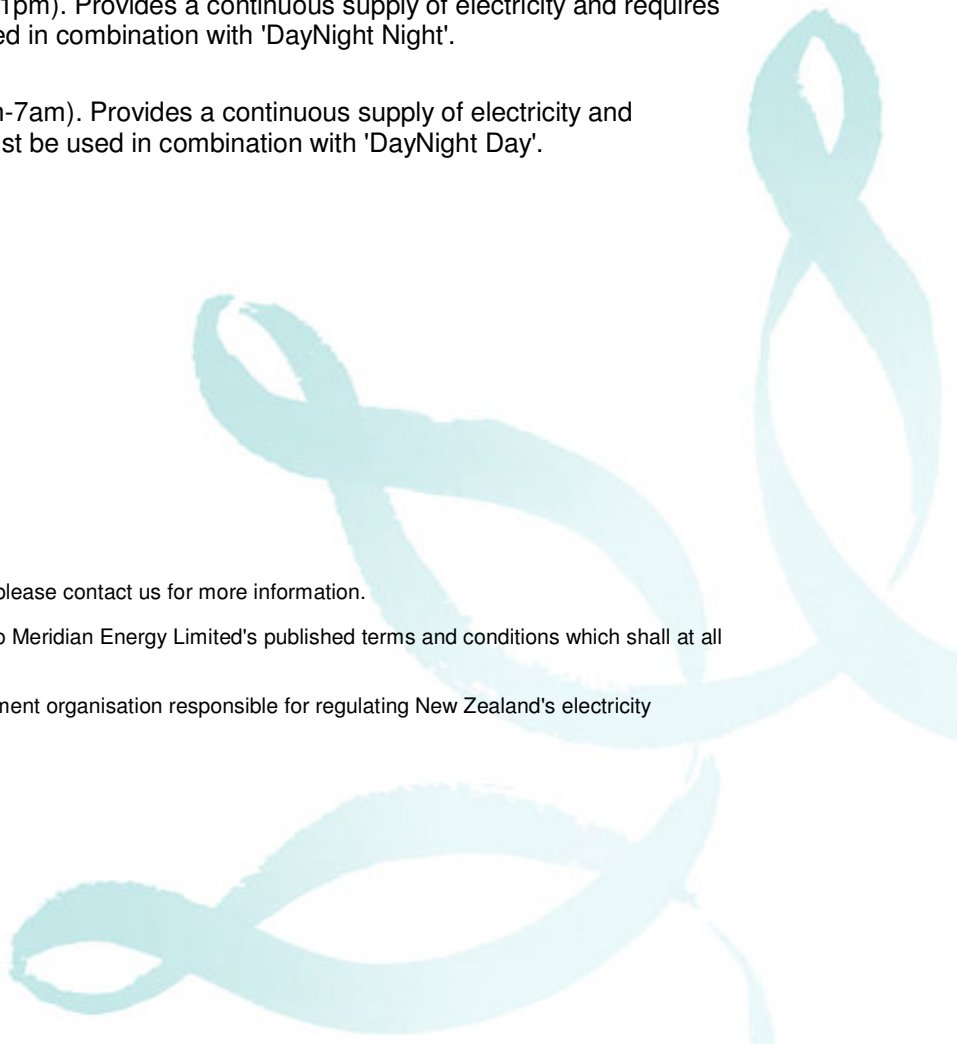 1pm). Provides a continuous supply of electricity and requires
ed in combination with 'DayNight Night'.
-7am). Provides a continuous supply of electricity and
st be used in combination with 'DayNight Day'.
please contact us for more information.
o Meridian Energy Limited's published terms and conditions which shall at all
ment organisation responsible for regulating New Zealand's electricity